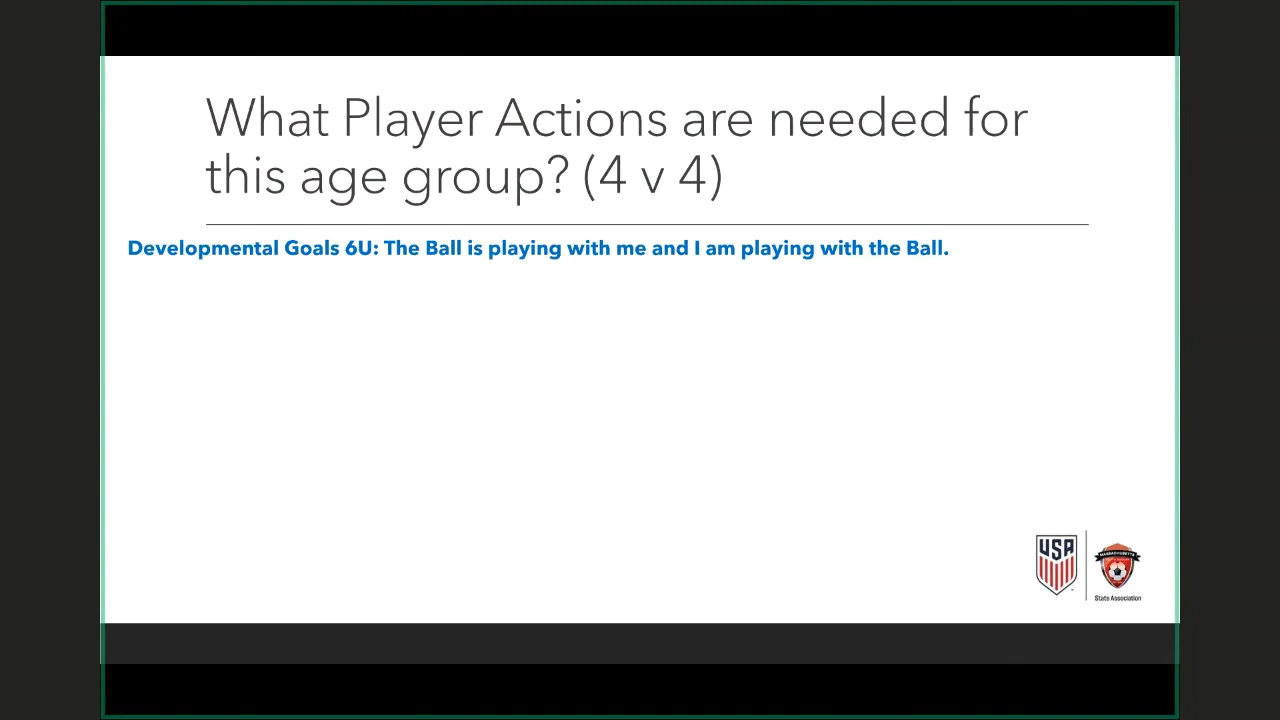 What Player Actions are needed for
this age group? (4 v 4)
Developmental Goals 6U: The Ball is playing with me and I am playing with the Ball.
USA
MASSACHUSETTS
State Association